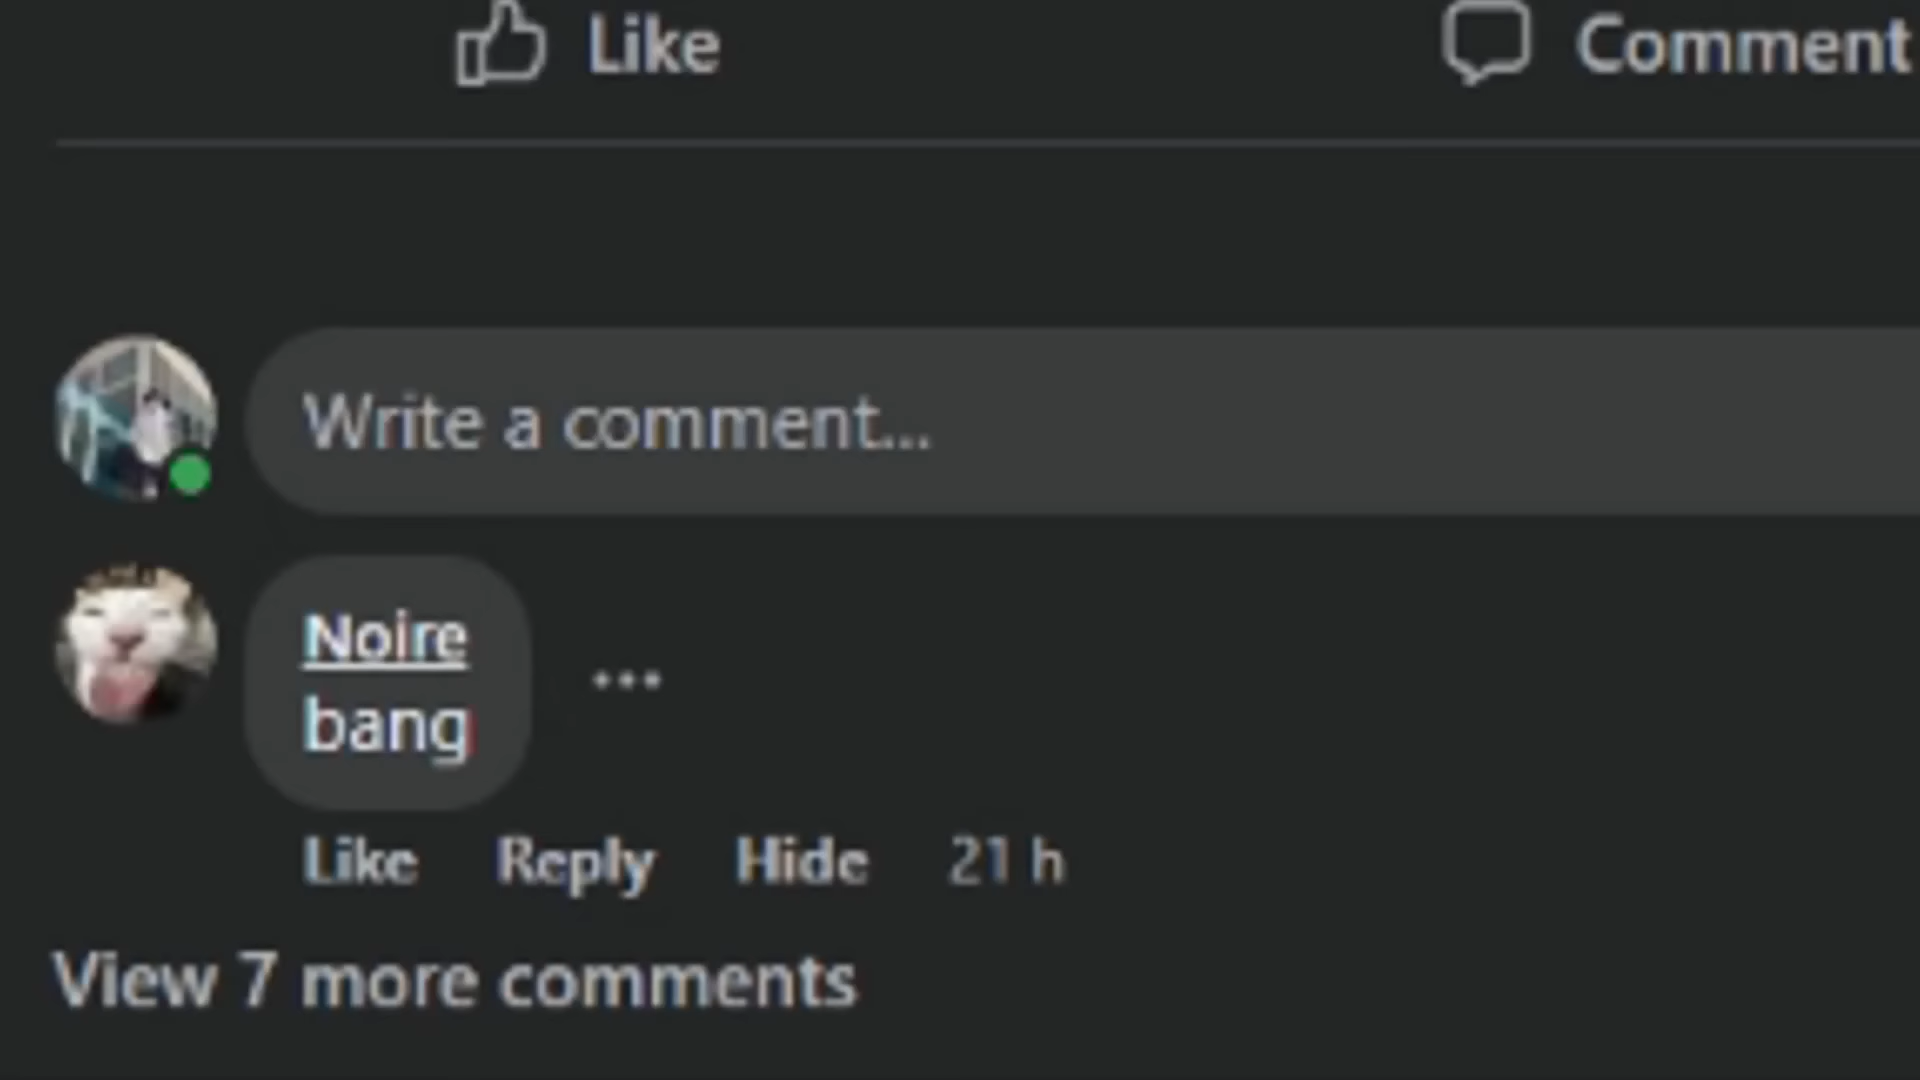 Like Comment
Write a comment...
Noire
bang
Like Reply Hide 21 h
View 7 more comments